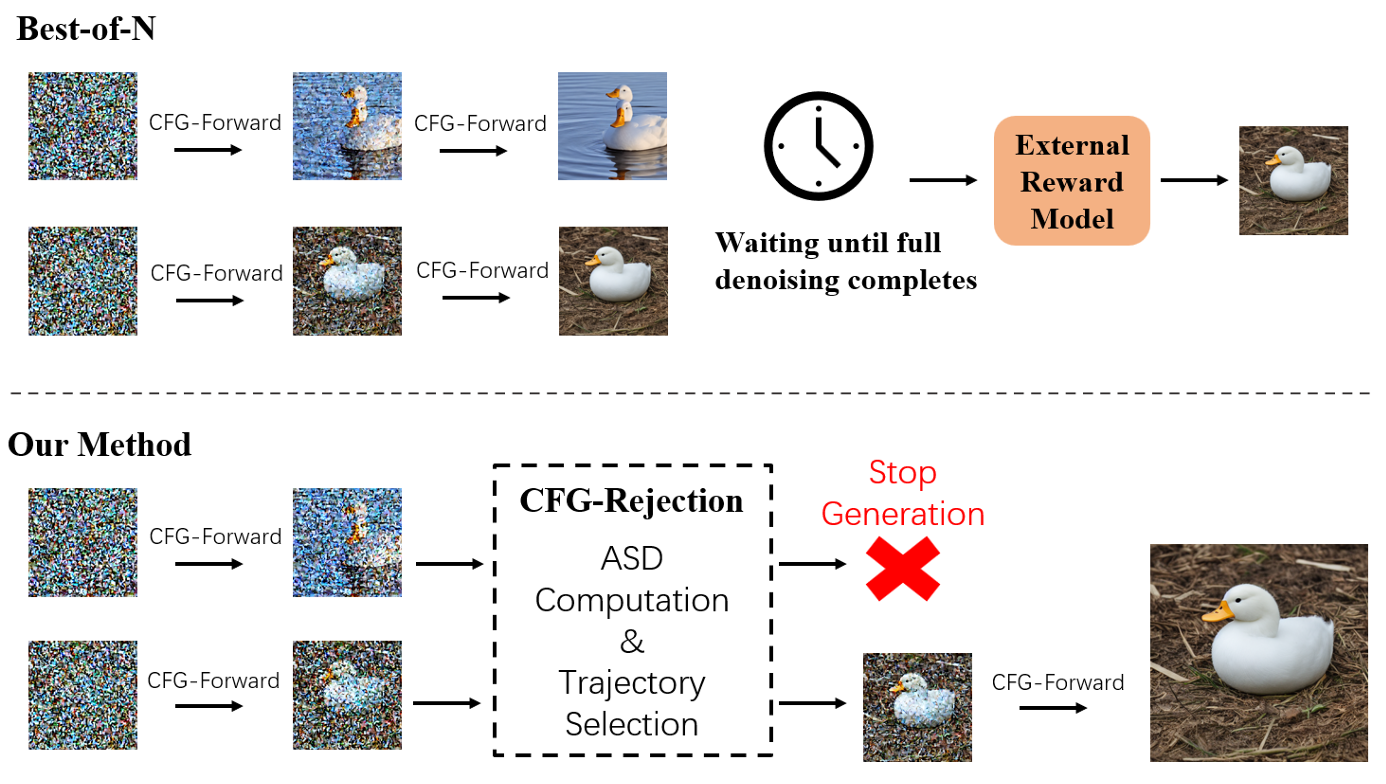 Best-of-N
CFG-Forward
CFG-Forward
External
Reward
Model
CFG-Forward
CFG-Forward
Waiting until full
denoising completes
Our Method
CFG-Forward
CFG-Forward
CFG-Rejection
ASD
Computation
&
Trajectory
Selection
Stop
Generation
CFG-Forward